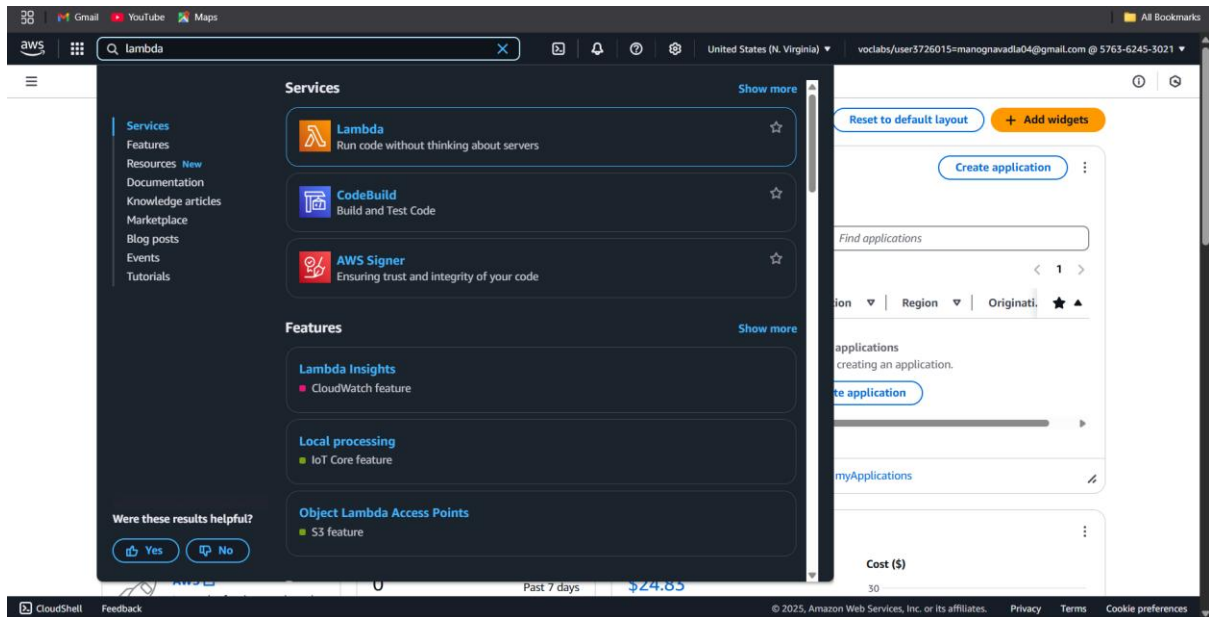 Gmail YouTube Maps All Bookmarks
aws lambda United States (N. Virginia) voclabs/user3726015=manognavadla04@gmail.com @ 5763-6245-3021
Services Show more
Services
Features
Resources New
Documentation
Knowledge articles
Marketplace
Blog posts
Events
Tutorials
Lambda
Run code without thinking about servers
CodeBuild
Build and Test Code
AWS Signer
Ensuring trust and integrity of your code
Features Show more
Lambda Insights
CloudWatch feature
Local processing
IoT Core feature
Object Lambda Access Points
S3 feature
Were these results helpful?
Yes No
Reset to default layout + Add widgets
Create application
Find applications
1
Region Originati.
applications
creating an application.
application
myApplications
Cost ($)
30
AWS 0 Past 7 days $24.83
CloudShell Feedback © 2025, Amazon Web Services, Inc. or its affiliates. Privacy Terms Cookie preferences